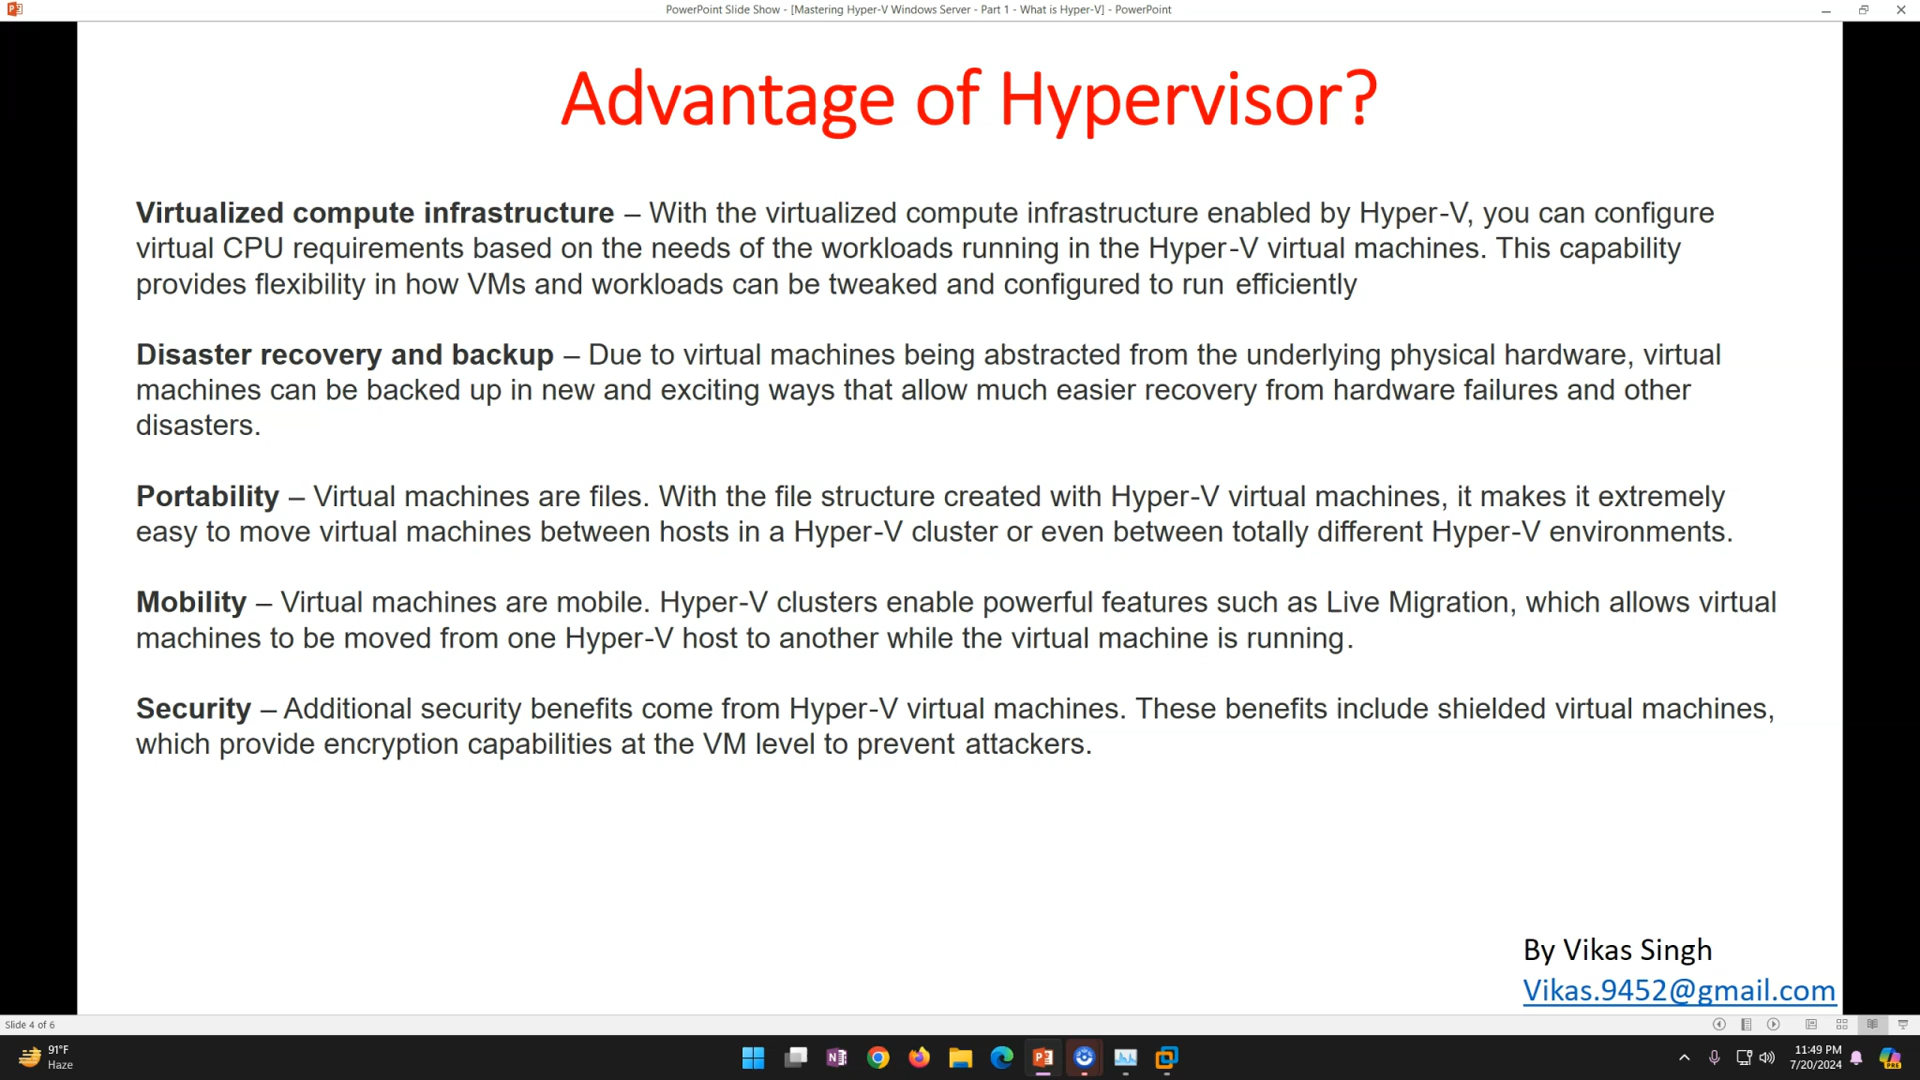 PowerPoint Slide Show - [Mastering Hyper-V Windows Server - Part 1 - What is Hyper-V] - PowerPoint
Advantage of Hypervisor?
Virtualized compute infrastructure – With the virtualized compute infrastructure enabled by Hyper-V, you can configure
virtual CPU requirements based on the needs of the workloads running in the Hyper-V virtual machines. This capability
provides flexibility in how VMs and workloads can be tweaked and configured to run efficiently
Disaster recovery and backup – Due to virtual machines being abstracted from the underlying physical hardware, virtual
machines can be backed up in new and exciting ways that allow much easier recovery from hardware failures and other
disasters.
Portability – Virtual machines are files. With the file structure created with Hyper-V virtual machines, it makes it extremely
easy to move virtual machines between hosts in a Hyper-V cluster or even between totally different Hyper-V environments.
Mobility – Virtual machines are mobile. Hyper-V clusters enable powerful features such as Live Migration, which allows virtual
machines to be moved from one Hyper-V host to another while the virtual machine is running.
Security – Additional security benefits come from Hyper-V virtual machines. These benefits include shielded virtual machines,
which provide encryption capabilities at the VM level to prevent attackers.
By Vikas Singh
Vikas.9452@gmail.com
Slide 4 of 6
91°F
Haze
11:49 PM
7/20/2024